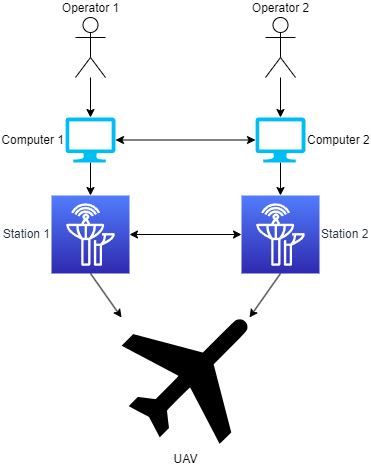 Operator 1
Operator 2
Computer 1
Computer 2
Station 1
Station 2
UAV